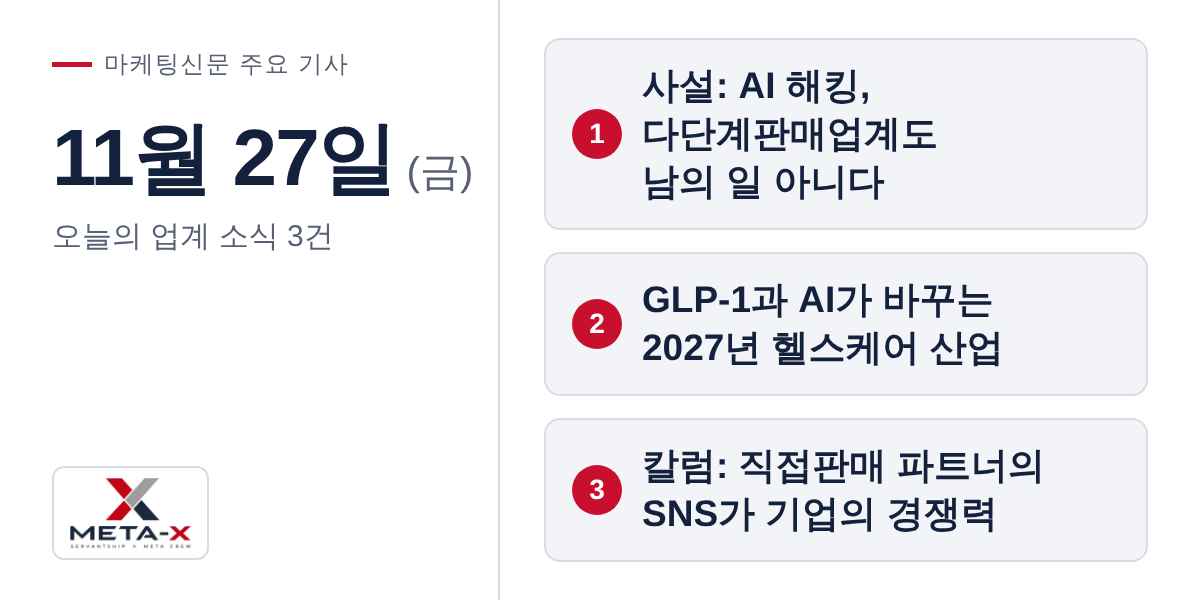 마케팅신문 주요 기사
11월 27일 (금)
오늘의 업계 소식 3건
META-X
SERVANTSHIP × META CREW
1
사설: AI 해킹,
다단계판매업계도
남의 일 아니다
2
GLP-1과 AI가 바꾸는
2027년 헬스케어 산업
3
칼럼: 직접판매 파트너의
SNS가 기업의 경쟁력